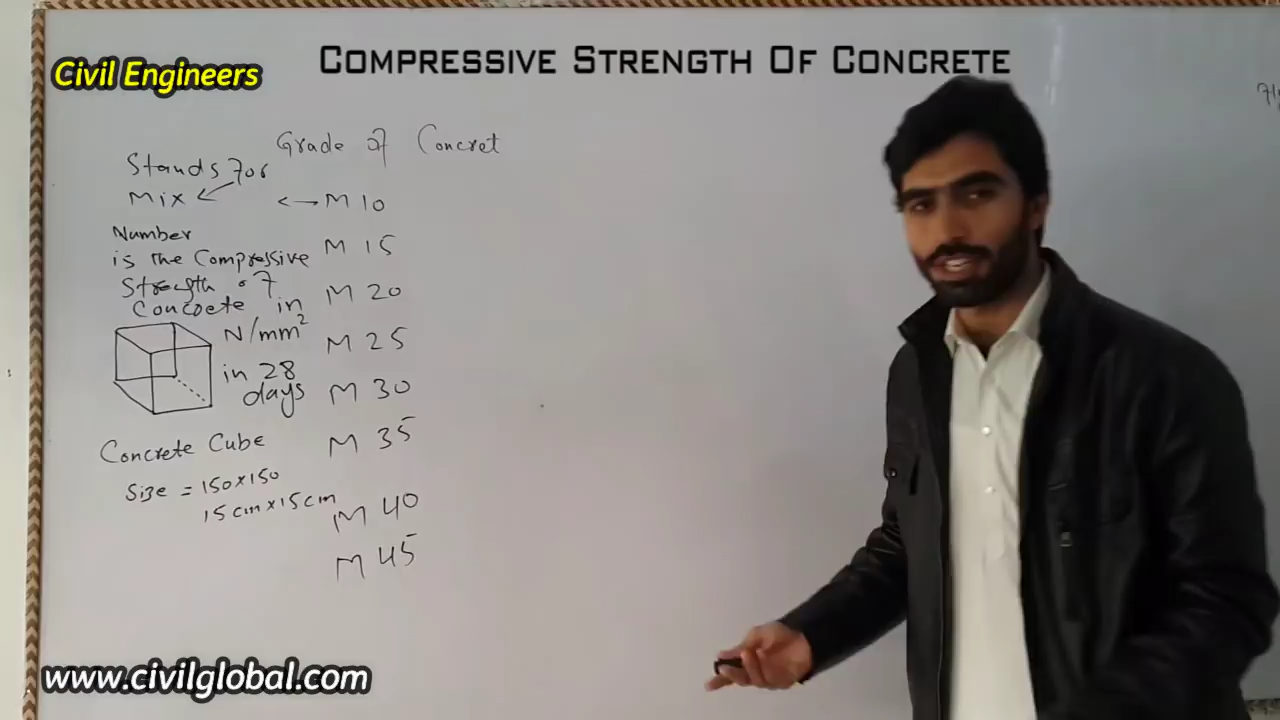 Civil Engineers
COMPRESSIVE STRENGTH OF CONCRETE
Grade of Concret
Stands for
Mix
<--> M 10
Number
is the Compressive
Strength of
Concrete in
N/mm²
in 28
days
M 15
M 20
M 25
M 30
M 35
M 40
M 45
Concrete Cube
Size = 150×150
15cm×15cm
www.civilglobal.com